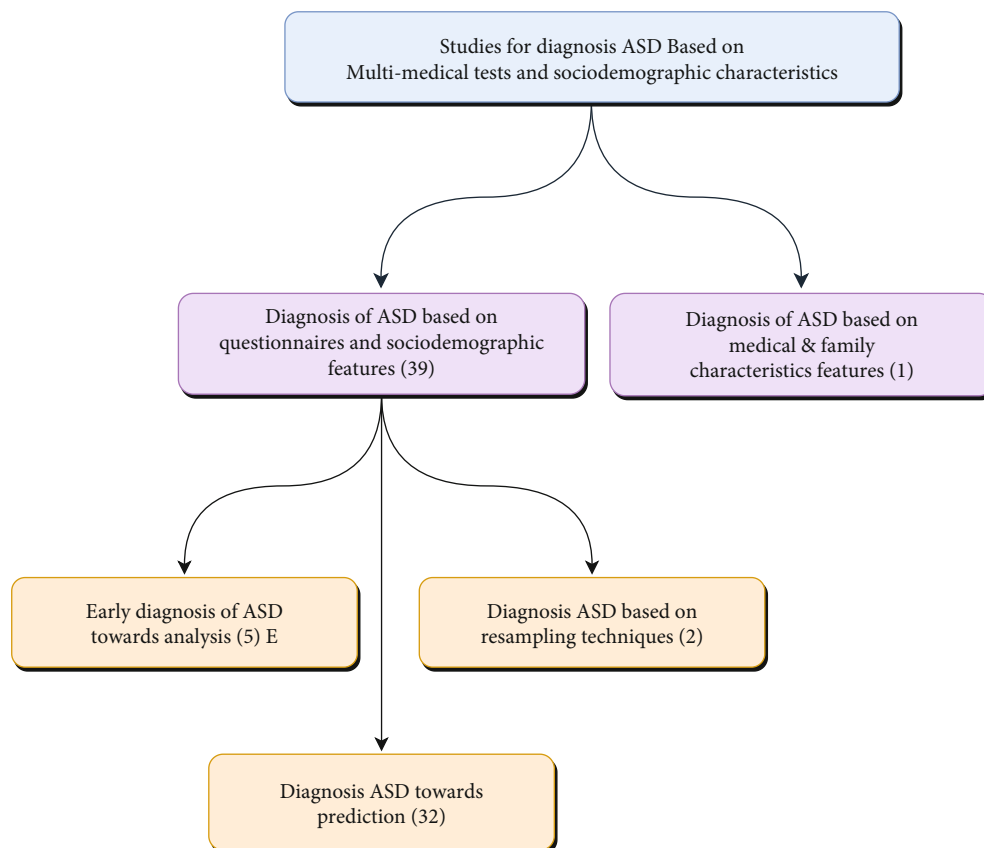 Studies for diagnosis ASD Based on
Multi-medical tests and sociodemographic characteristics
Diagnosis of ASD based on
questionnaires and sociodemographic
features (39)
Diagnosis of ASD based on
medical & family
characteristics features (1)
Early diagnosis of ASD
towards analysis (5) E
Diagnosis ASD based on
resampling techniques (2)
Diagnosis ASD towards
prediction (32)